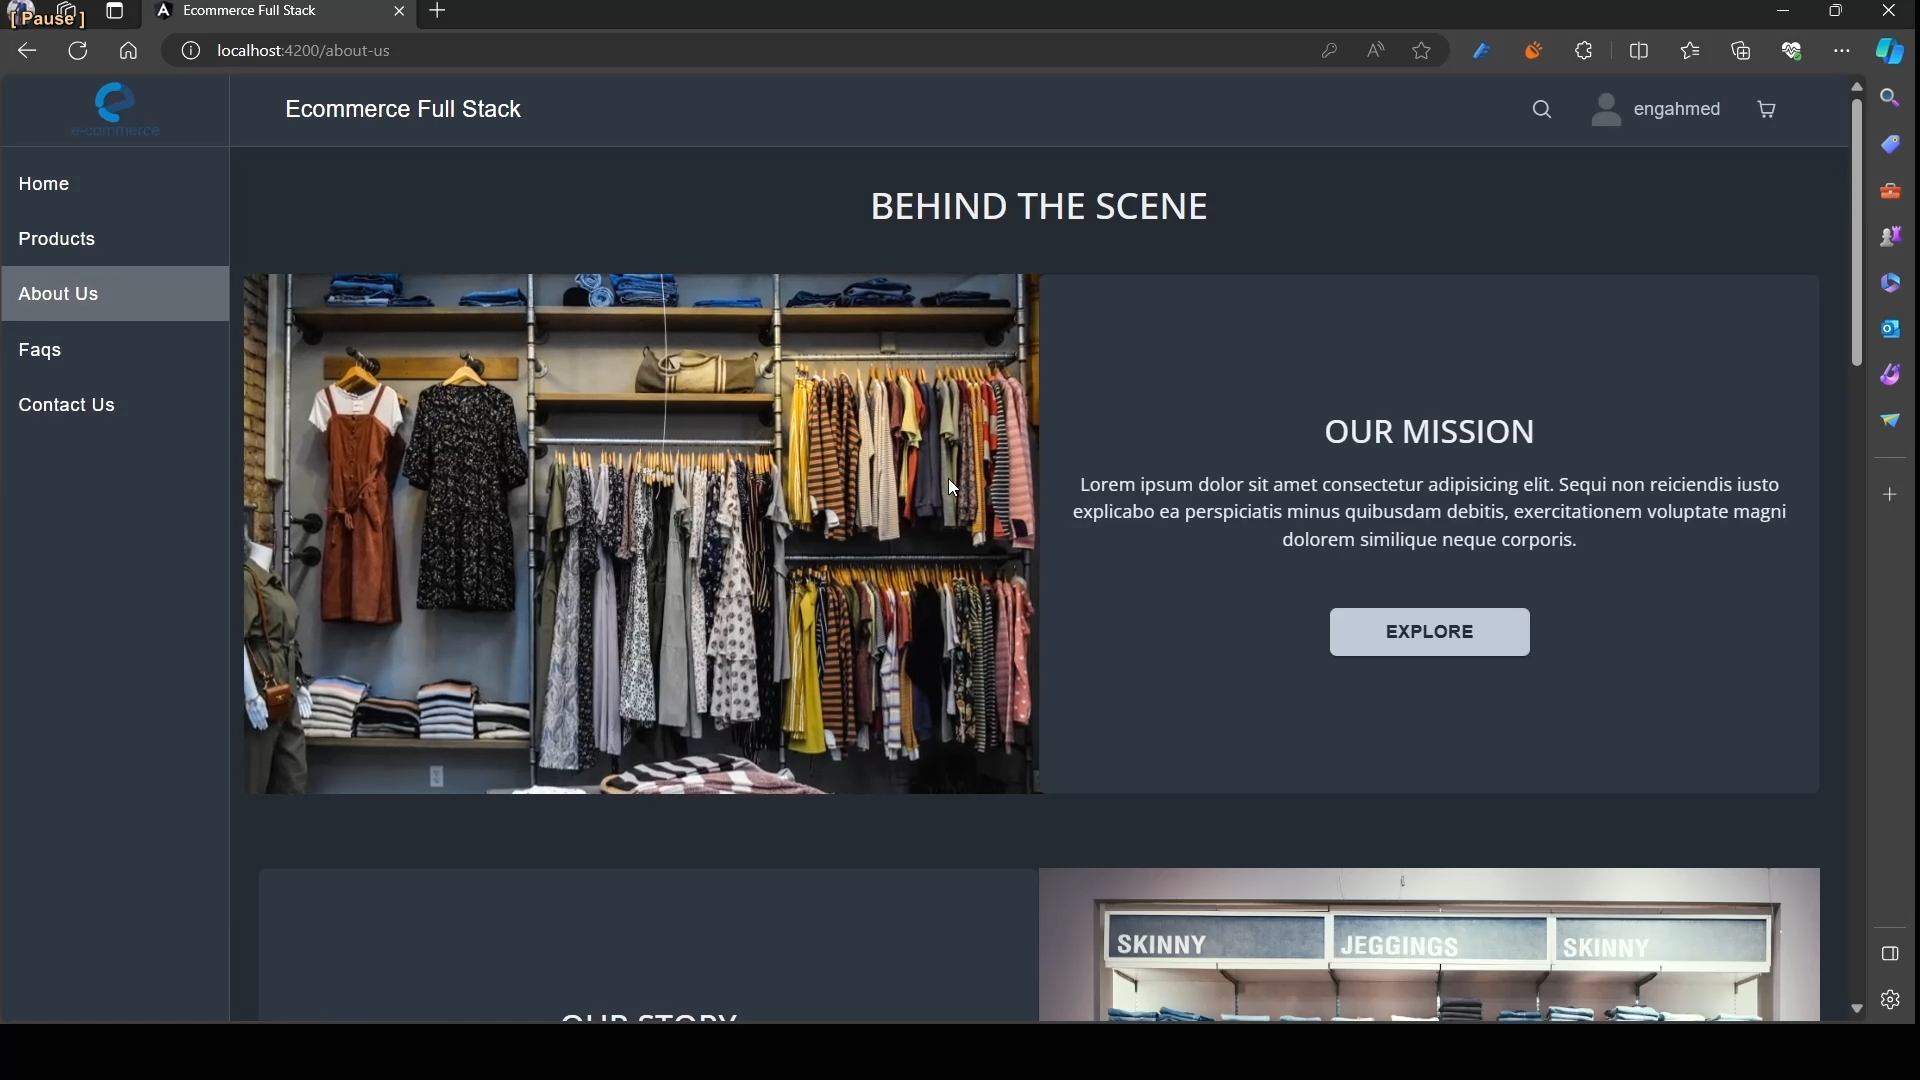 [ Pause ]
Ecommerce Full Stack
localhost:4200/about-us
e-commerce
Ecommerce Full Stack
engahmed
Home
Products
About Us
Faqs
Contact Us
BEHIND THE SCENE
OUR MISSION
Lorem ipsum dolor sit amet consectetur adipisicing elit. Sequi non reiciendis iusto
explicabo ea perspiciatis minus quibusdam debitis, exercitationem voluptate magni
dolorem similique neque corporis.
EXPLORE
OUR STORY
SKINNY
JEGGINGS
SKINNY